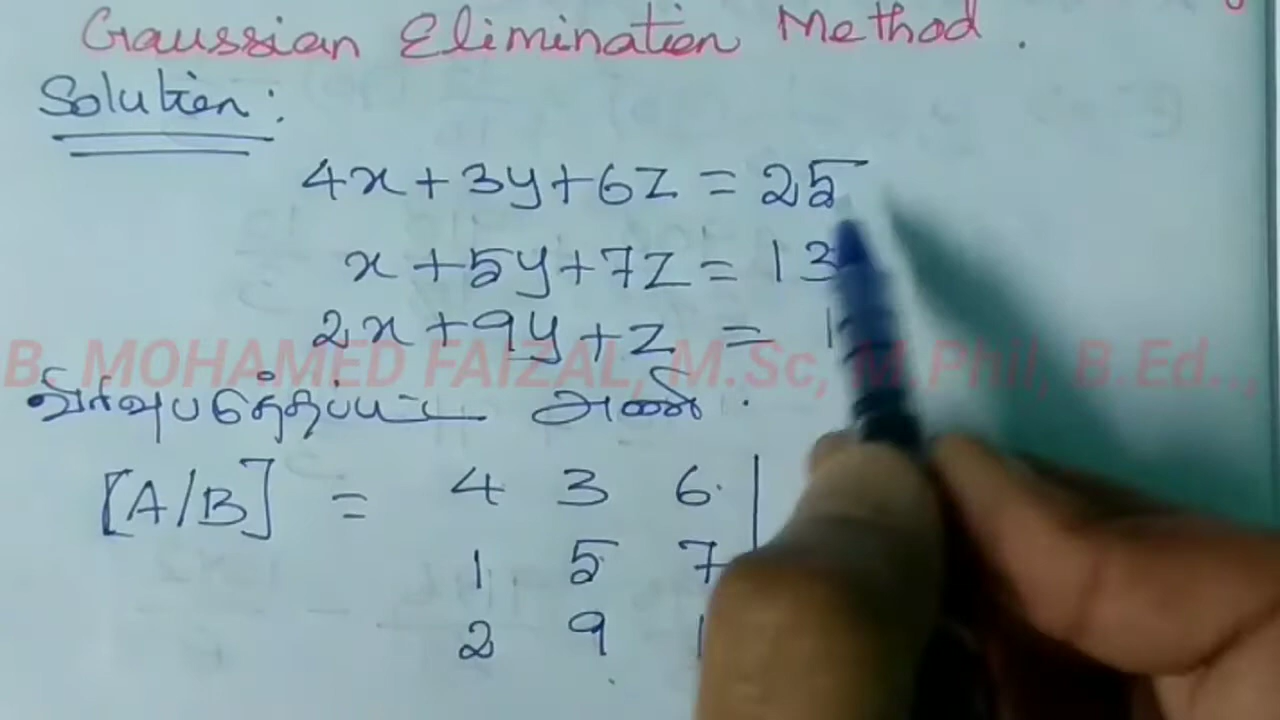 Gaussian Elimination Method.
Solution:
4x + 3y + 6z = 25
x + 5y + 7z = 13
2x + 9y + z = 1
B. MOHAMED FAIZAL, M.Sc, M.Phil, B.Ed..,
விரிவுபடுத்தப்பட்ட அணி.
[A/B] = 4 3 6
1 5 7
2 9 1